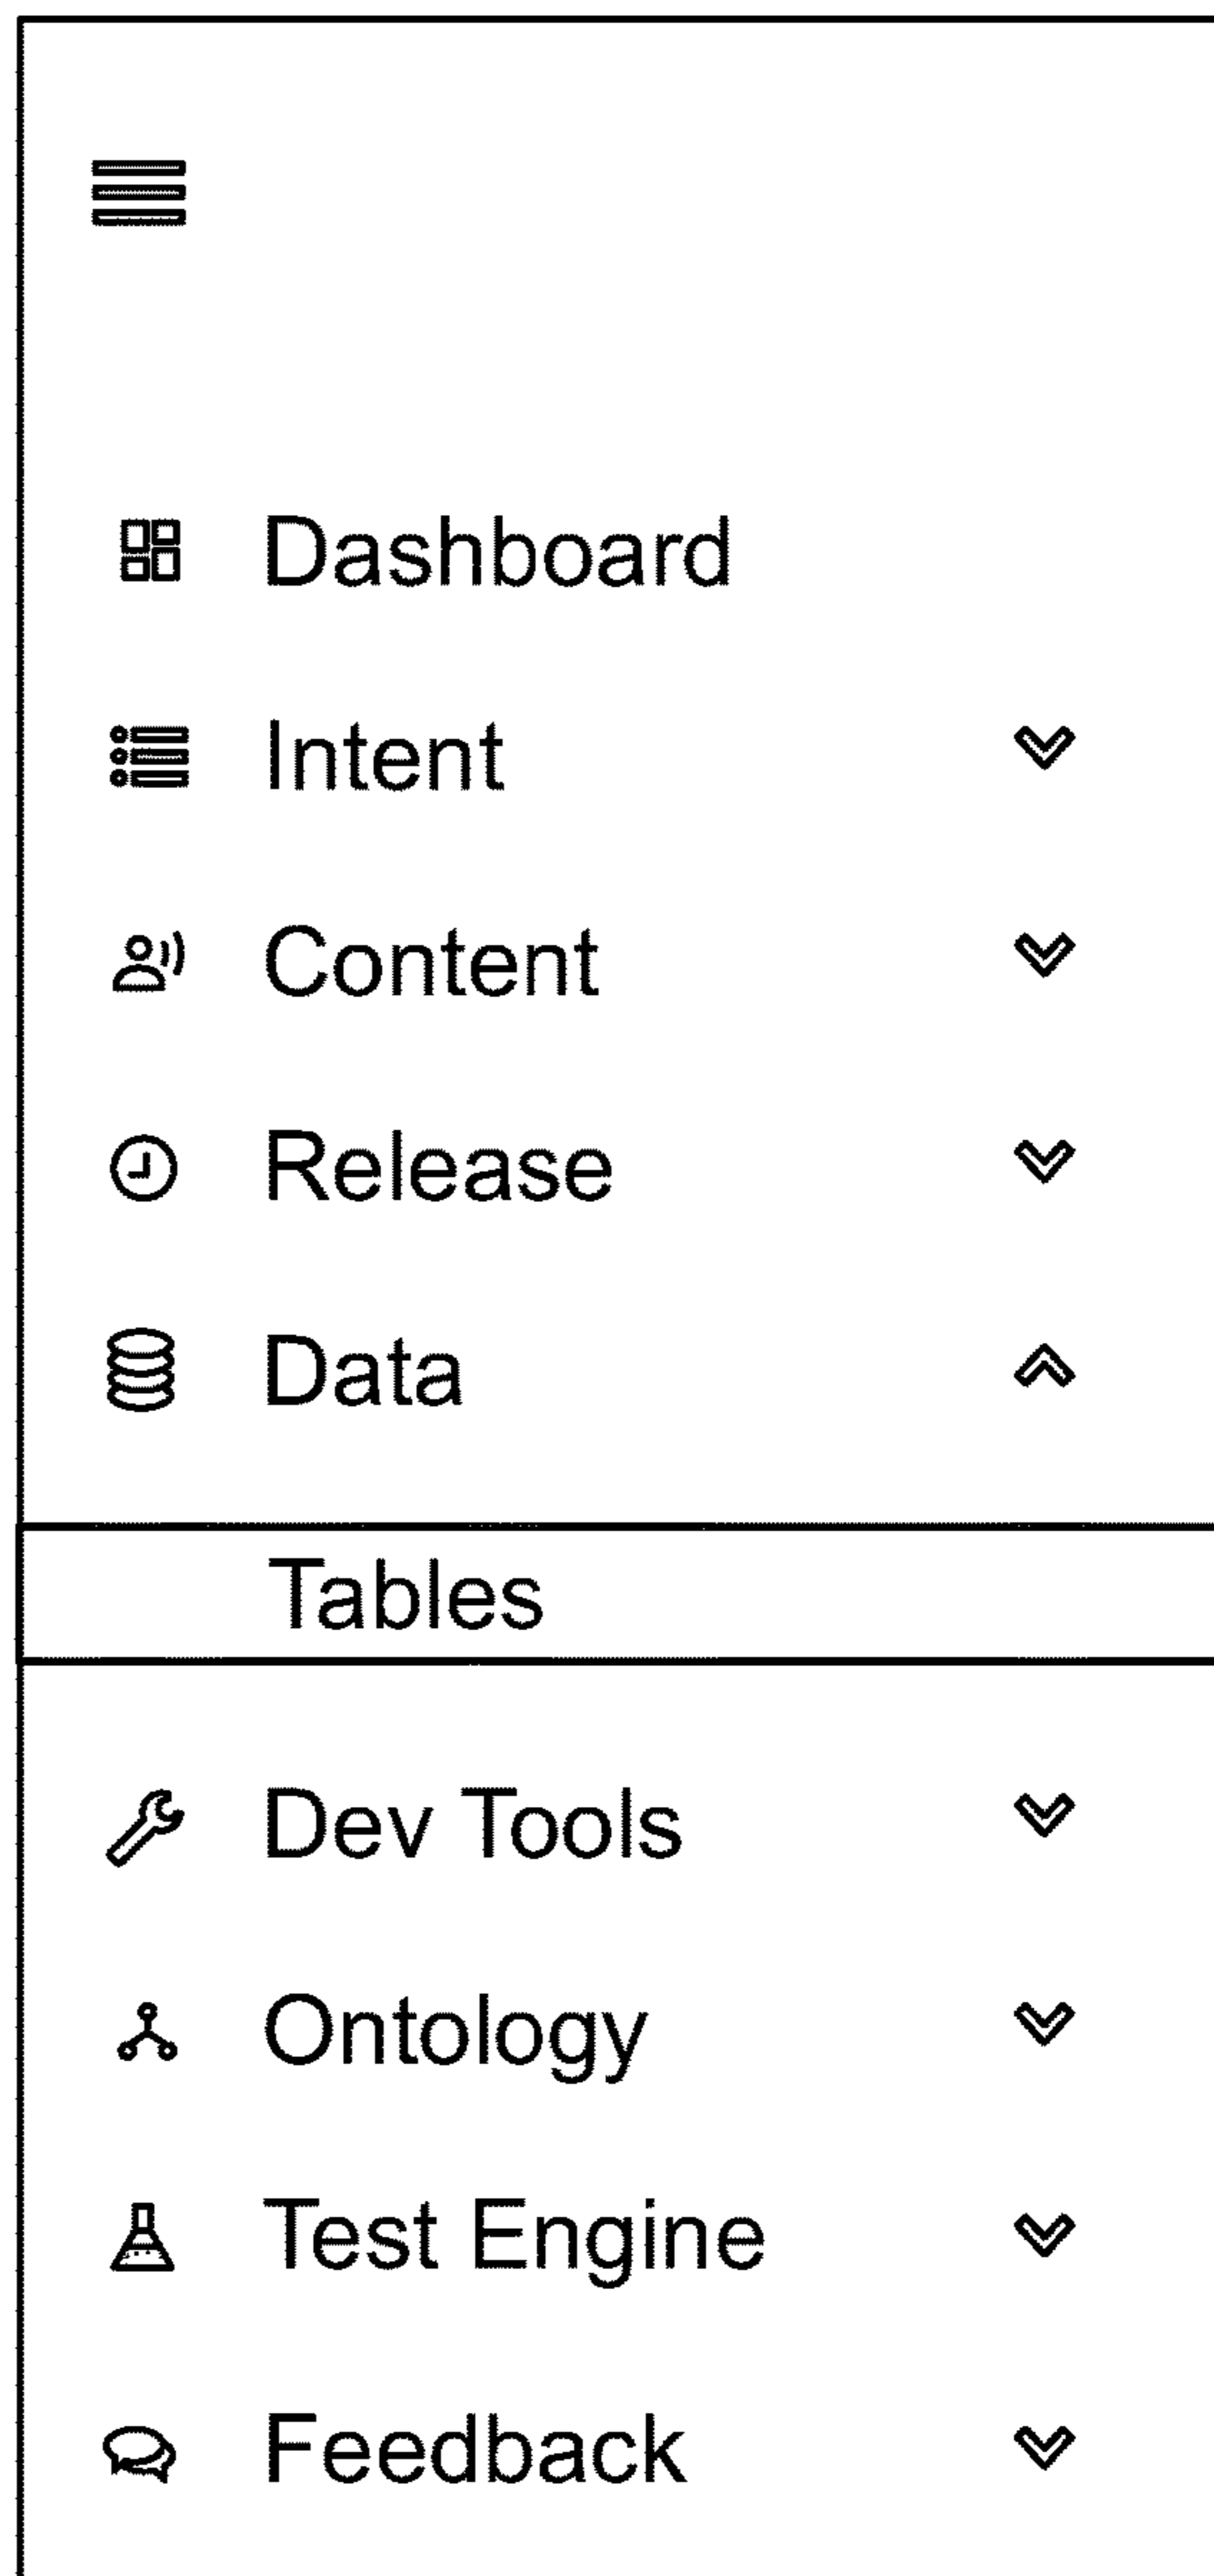 Dashboard
Intent
Content
Release
Data
Tables
Dev Tools
Ontology
Test Engine
Feedback